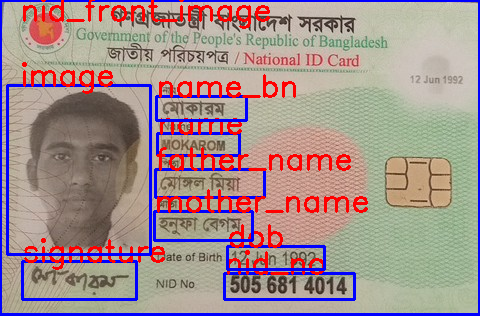 nid_front_image
গণপ্রজাতন্ত্রী বাংলাদেশ সরকার
Government of the People's Republic of Bangladesh
জাতীয় পরিচয়পত্র / National ID Card
12 Jun 1992
image
name_bn
মোকারম
name
MOKAROM
father_name
মোঙ্গল মিয়া
mother_name
হনুফা বেগম
dob
Date of Birth 12 Jun 1992
signature
nid_no
NID No 505 681 4014